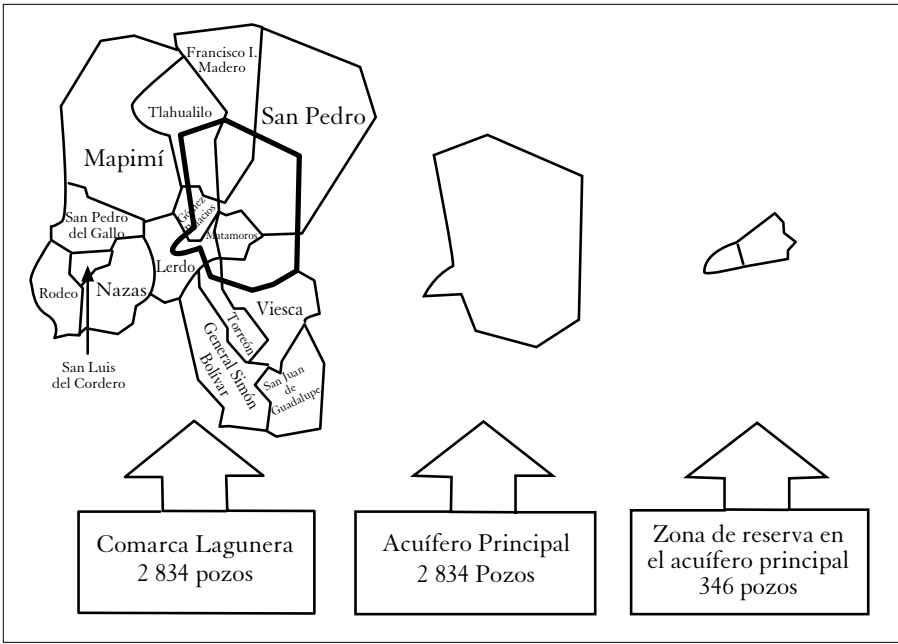 Francisco I.
Madero
Tlahualilo
San Pedro
Mapimí
Gómez
Palacios
San Pedro
del Gallo
Matamoros
Lerdo
Rodeo
Nazas
Viesca
Torreón
General Simón
Bolívar
San Juan
de
Guadalupe
San Luis
del Cordero
Comarca Lagunera
2 834 pozos
Acuífero Principal
2 834 Pozos
Zona de reserva en
el acuífero principal
346 pozos